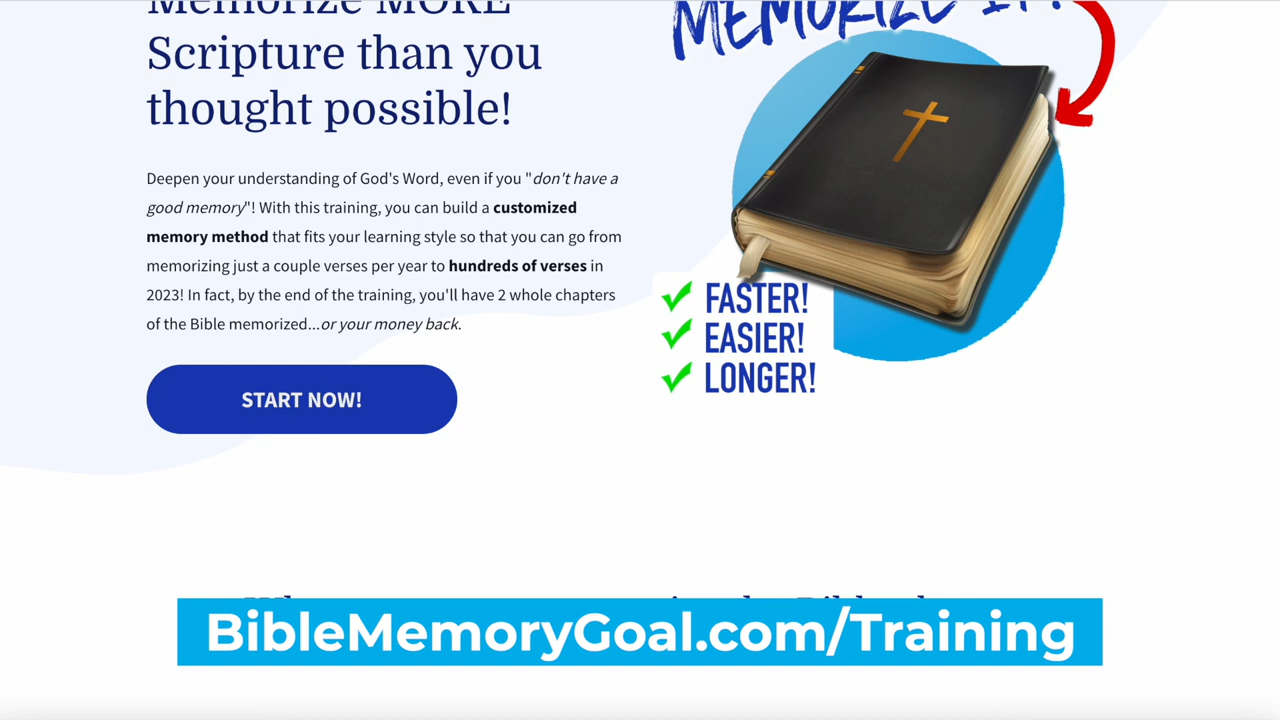 Memorize MORE
Scripture than you
thought possible!
Deepen your understanding of God's Word, even if you "don't have a
good memory"! With this training, you can build a customized
memory method that fits your learning style so that you can go from
memorizing just a couple verses per year to hundreds of verses in
2023! In fact, by the end of the training, you'll have 2 whole chapters
of the Bible memorized...or your money back.
START NOW!
MEMORIZE IT!
FASTER!
EASIER!
LONGER!
BibleMemoryGoal.com/Training